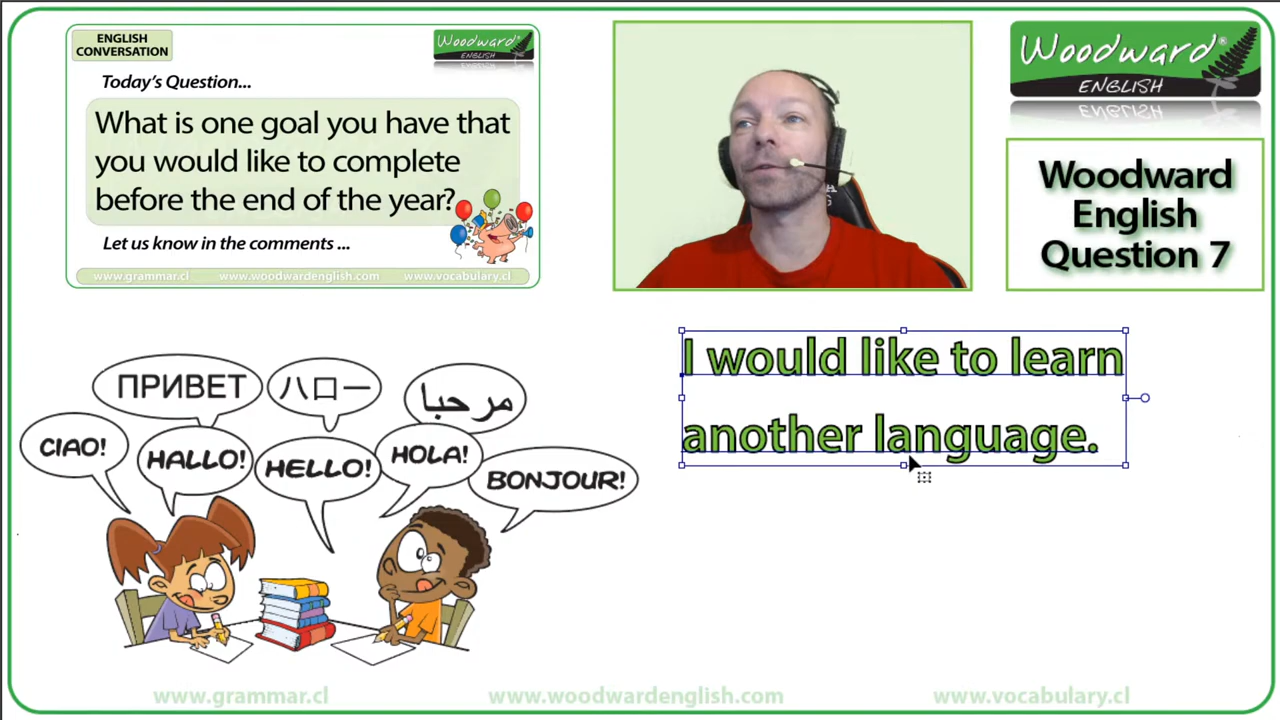 ENGLISH
CONVERSATION
Woodward
ENGLISH
Today's Question...
What is one goal you have that
you would like to complete
before the end of the year?
Let us know in the comments ...
www.grammar.cl www.woodwardenglish.com www.vocabulary.cl
Woodward®
ENGLISH
Woodward
English
Question 7
I would like to learn
another language.
ПРИВЕТ
ハロー
مرحبا
CIAO!
HALLO!
HELLO!
HOLA!
BONJOUR!
www.grammar.cl www.woodwardenglish.com www.vocabulary.cl